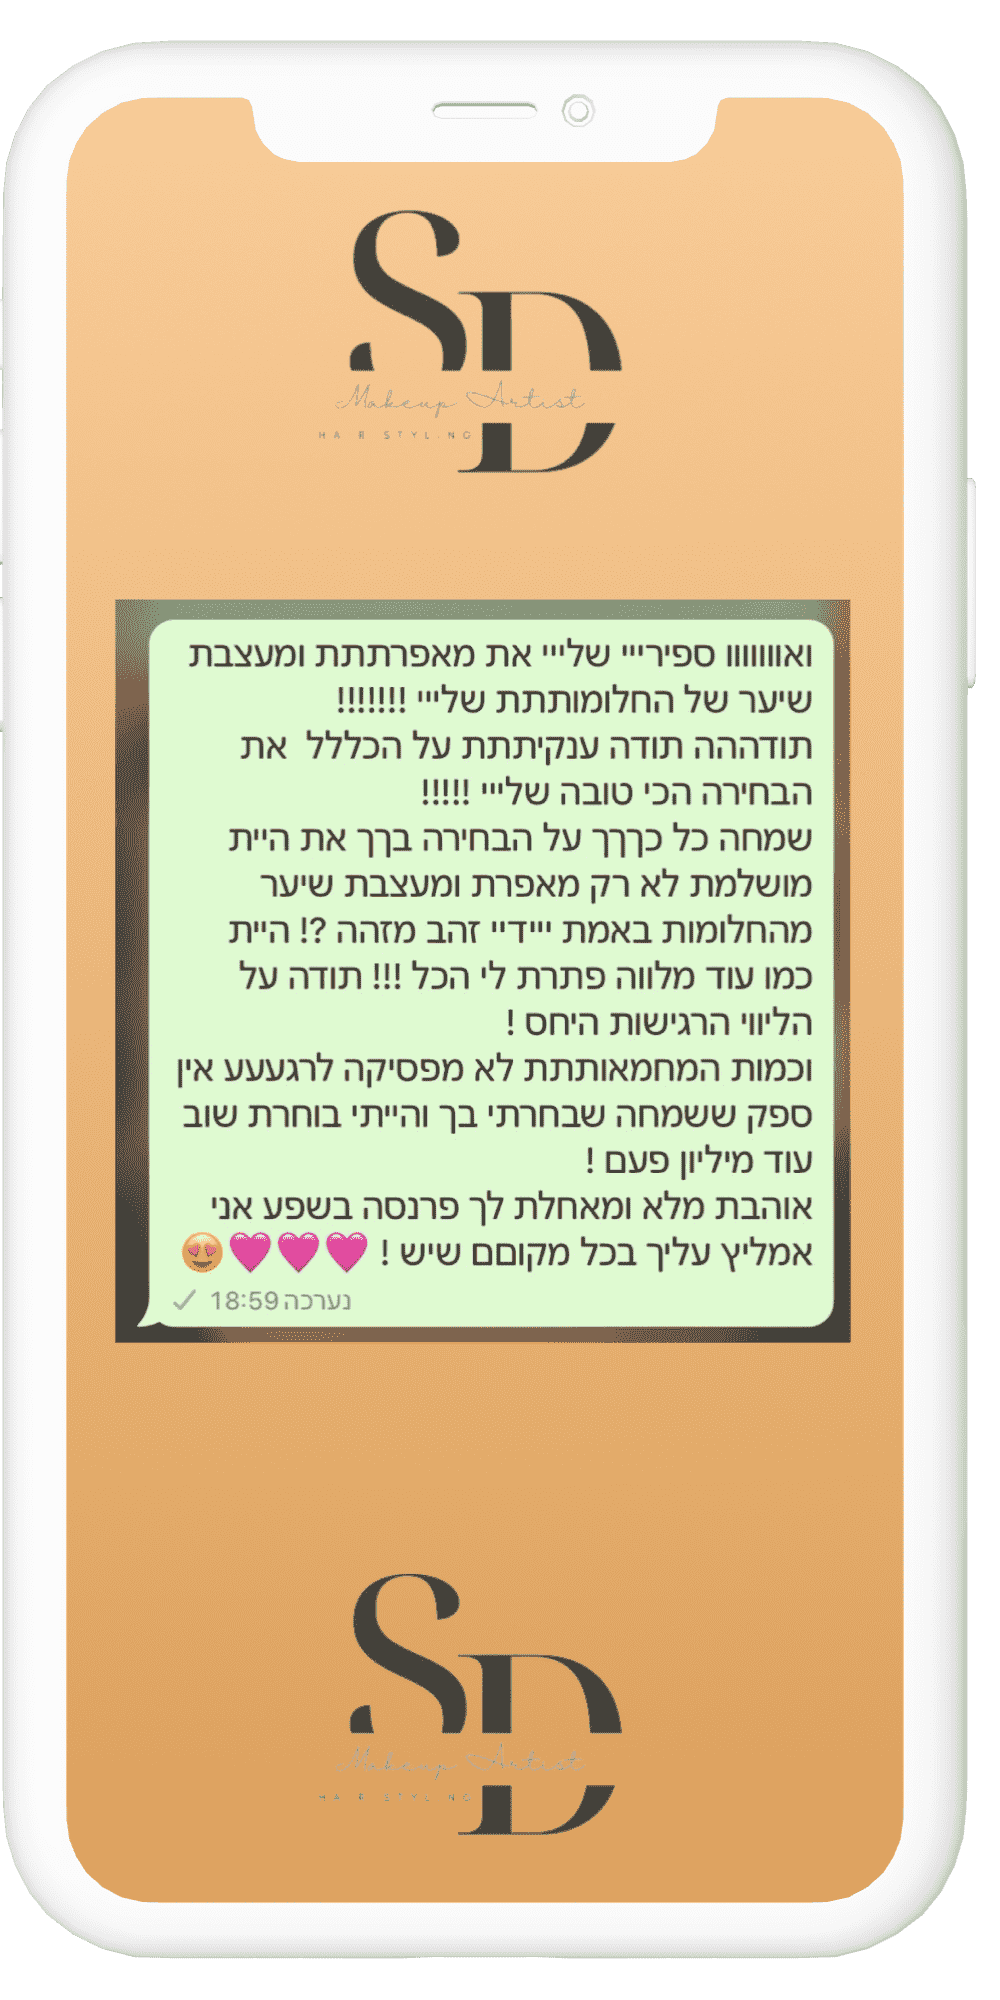 SD
Makeup Artist
HAIR STYLING
ואוווווווו ספיריייי שלייי את מאפרתתת ומעצבת
שיער של החלומותתת שלייי !!!!!!!
תודההה תודה ענקיתתת על הכללל את
הבחירה הכי טובה שלייי !!!!!
שמחה כל כךךך על הבחירה בךך את היית
מושלמת לא רק מאפרת ומעצבת שיער
מהחלומות באמת יייידיי זהב מזהה ?! היית
כמו עוד מלווה פתרת לי הכל !!! תודה על
הליווי הרגישות היחס !
וכמות המחמאותתת לא מפסיקה לרגעעע אין
ספק ששמחה שבחרתי בך והייתי בוחרת שוב
עוד מיליון פעם !
אוהבת מלא ומאחלת לך פרנסה בשפע אני
אמליץ עליך בכל מקוםם שיש ! 🩷🩷🩷😍
נערכה 18:59
SD
Makeup Artist
HAIR STYLING